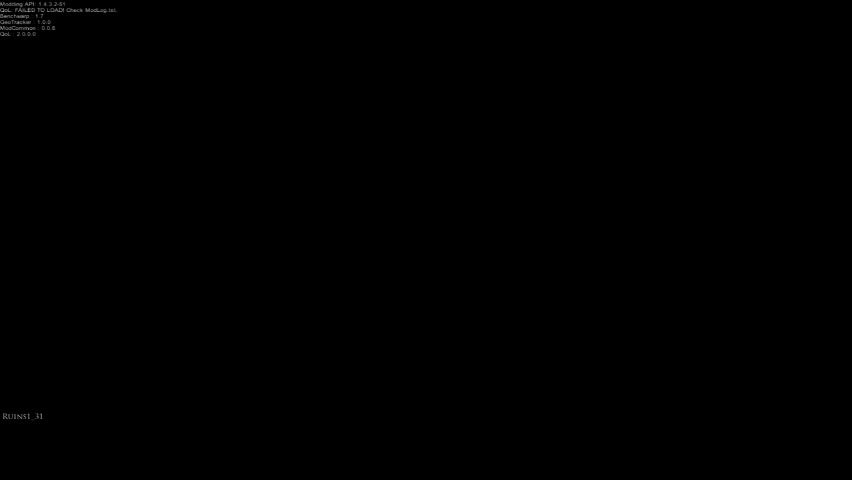 Modding API: 1.4.3.2-51
QoL: FAILED TO LOAD! Check ModLog.txt.
Benchwarp : 1.7
GeoTracker : 1.0.0
ModCommon : 0.0.8
QoL : 2.0.0.0
Ruins1_31